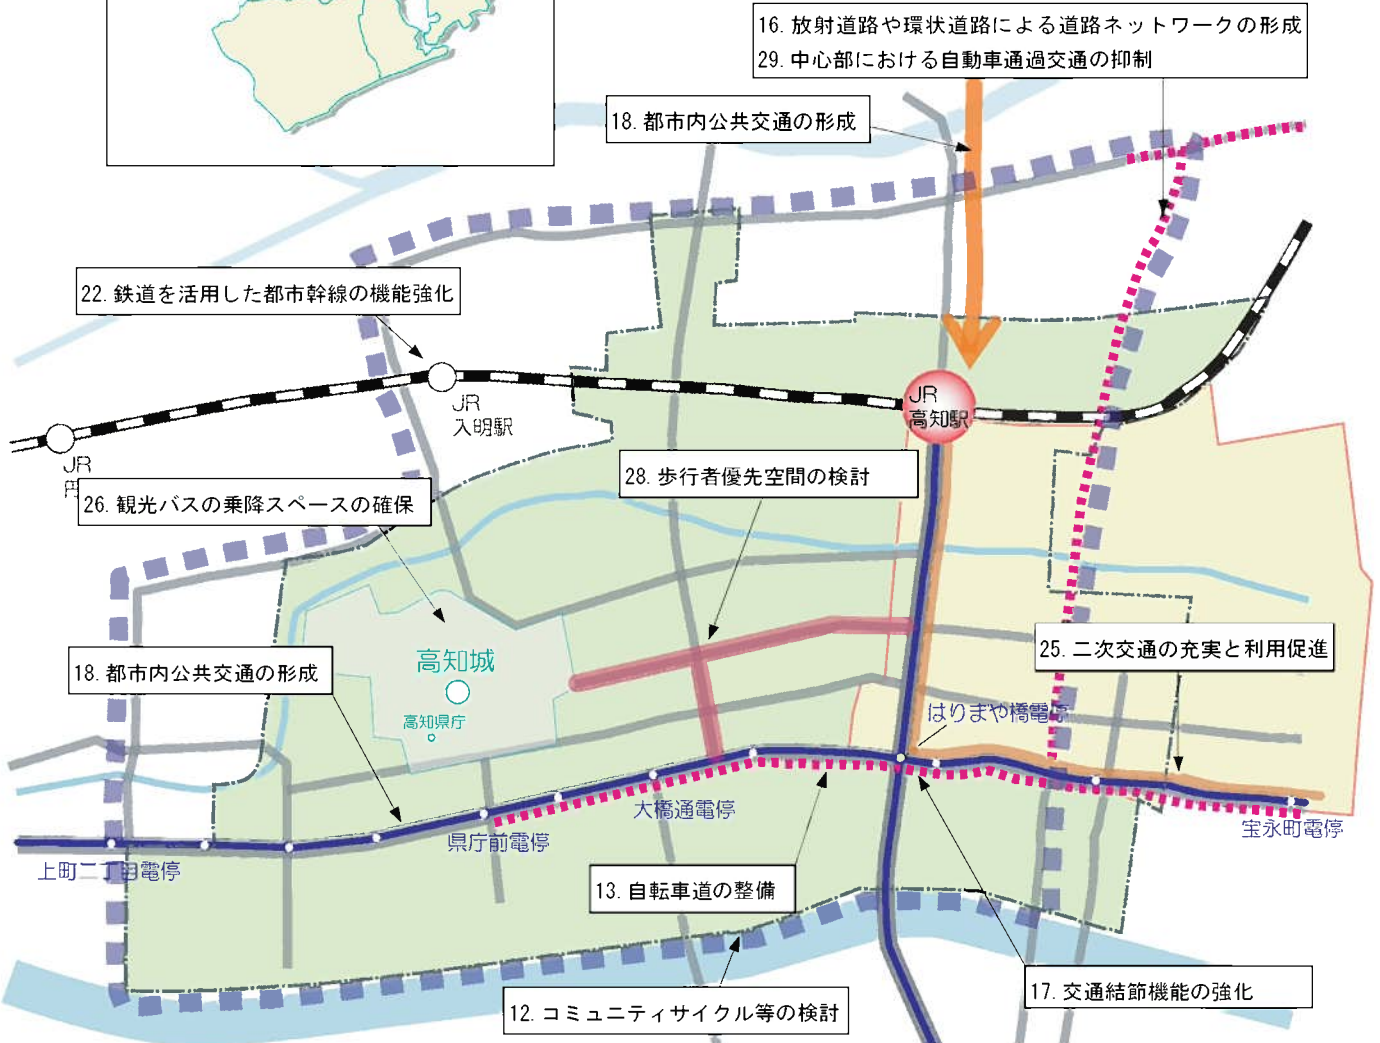 16. 放射道路や環状道路による道路ネットワークの形成
29. 中心部における自動車通過交通の抑制
18. 都市内公共交通の形成
22. 鉄道を活用した都市幹線の機能強化
JR
高知駅
JR
入明駅
JR
28. 歩行者優先空間の検討
26. 観光バスの乗降スペースの確保
25. 二次交通の充実と利用促進
高知城
18. 都市内公共交通の形成
高知県庁
はりまや橋電停
大橋通電停
宝永町電停
県庁前電停
上町二丁目電停
13. 自転車道の整備
17. 交通結節機能の強化
12. コミュニティサイクル等の検討